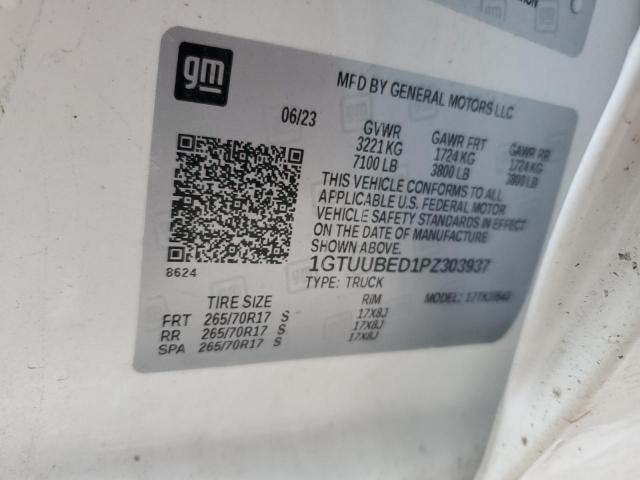 gm
MFD BY GENERAL MOTORS LLC
06/23
GVWR GAWR FRT GAWR RR
3221 KG 1724 KG 1724 KG
7100 LB 3800 LB 3800 LB
THIS VEHICLE CONFORMS TO ALL
APPLICABLE U.S. FEDERAL MOTOR
VEHICLE SAFETY STANDARDS IN EFFECT
ON THE DATE OF MANUFACTURE
SHOWN ABOVE.
8624
1GTUUBED1PZ303937
TYPE: TRUCK MODEL:
TIRE SIZE RIM
FRT 265/70R17 S 17X8J
RR 265/70R17 S 17X8J
SPA 265/70R17 S 17X8J